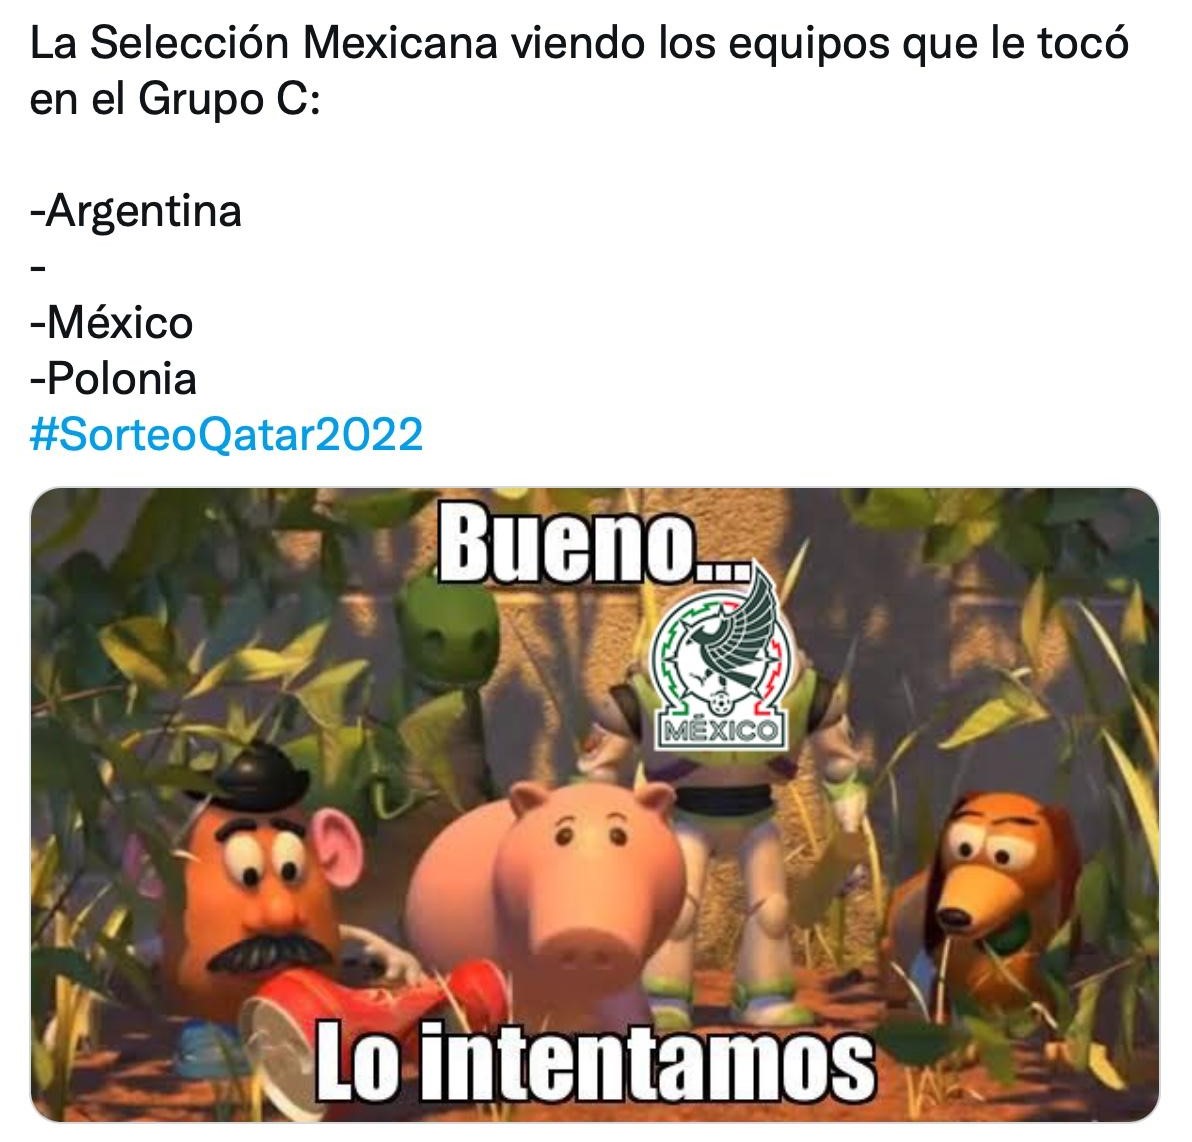 La Selección Mexicana viendo los equipos que le tocó
en el Grupo C:
-Argentina
-
-México
-Polonia
#SorteoQatar2022
Bueno...
MÉXICO
Lo intentamos